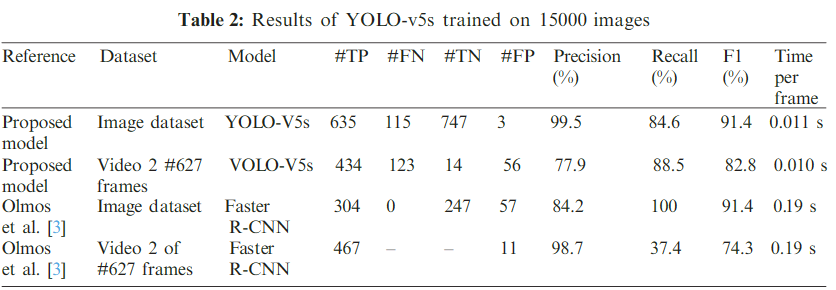 Table 2: Results of YOLO-v5s trained on 15000 images
Reference Dataset Model #TP #FN #TN #FP Precision Recall F1 Time
(%) (%) (%) per
frame
Proposed Image dataset YOLO-V5s 635 115 747 3 99.5 84.6 91.4 0.011 s
model
Proposed Video 2 #627 VOLO-V5s 434 123 14 56 77.9 88.5 82.8 0.010 s
model frames
Olmos Image dataset Faster 304 0 247 57 84.2 100 91.4 0.19 s
et al. [3] R-CNN
Olmos Video 2 of Faster 467 – – 11 98.7 37.4 74.3 0.19 s
et al. [3] #627 frames R-CNN